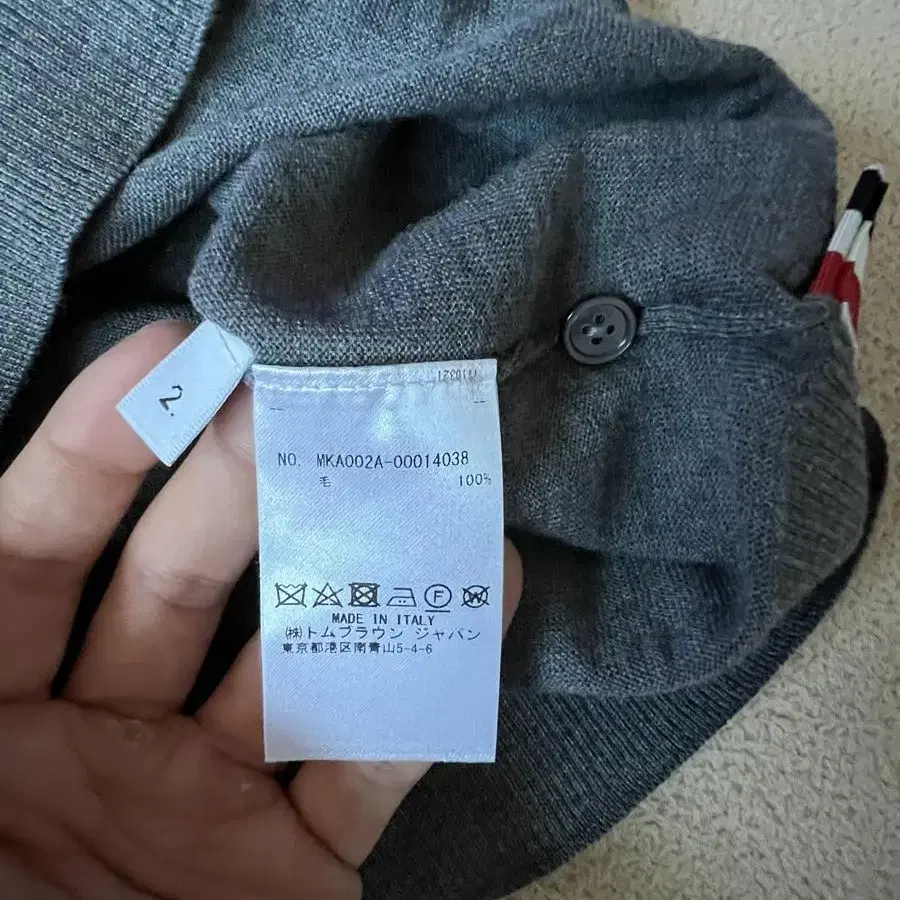 2.
NO. MKA002A-00014038
毛 100%
F W
MADE IN ITALY
(株)トムブラウン ジャパン
東京都港区南青山5-4-6